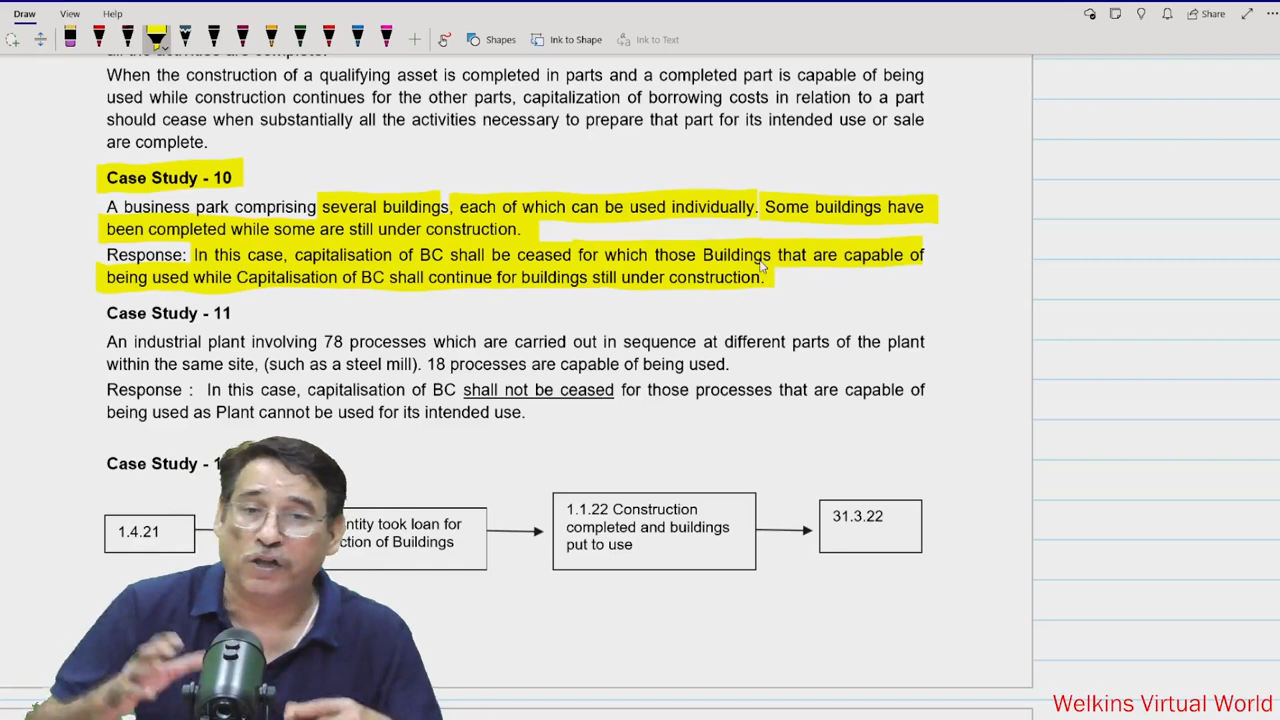 Draw View Help
Share
Shapes Ink to Shape Ink to Text
all the activities are complete.
When the construction of a qualifying asset is completed in parts and a completed part is capable of being
used while construction continues for the other parts, capitalization of borrowing costs in relation to a part
should cease when substantially all the activities necessary to prepare that part for its intended use or sale
are complete.
Case Study - 10
A business park comprising several buildings, each of which can be used individually. Some buildings have
been completed while some are still under construction.
Response: In this case, capitalisation of BC shall be ceased for which those Buildings that are capable of
being used while Capitalisation of BC shall continue for buildings still under construction.
Case Study - 11
An industrial plant involving 78 processes which are carried out in sequence at different parts of the plant
within the same site, (such as a steel mill). 18 processes are capable of being used.
Response : In this case, capitalisation of BC shall not be ceased for those processes that are capable of
being used as Plant cannot be used for its intended use.
Case Study - 1
1.4.21
ntity took loan for
ction of Buildings
1.1.22 Construction
completed and buildings
put to use
31.3.22
Welkins Virtual World